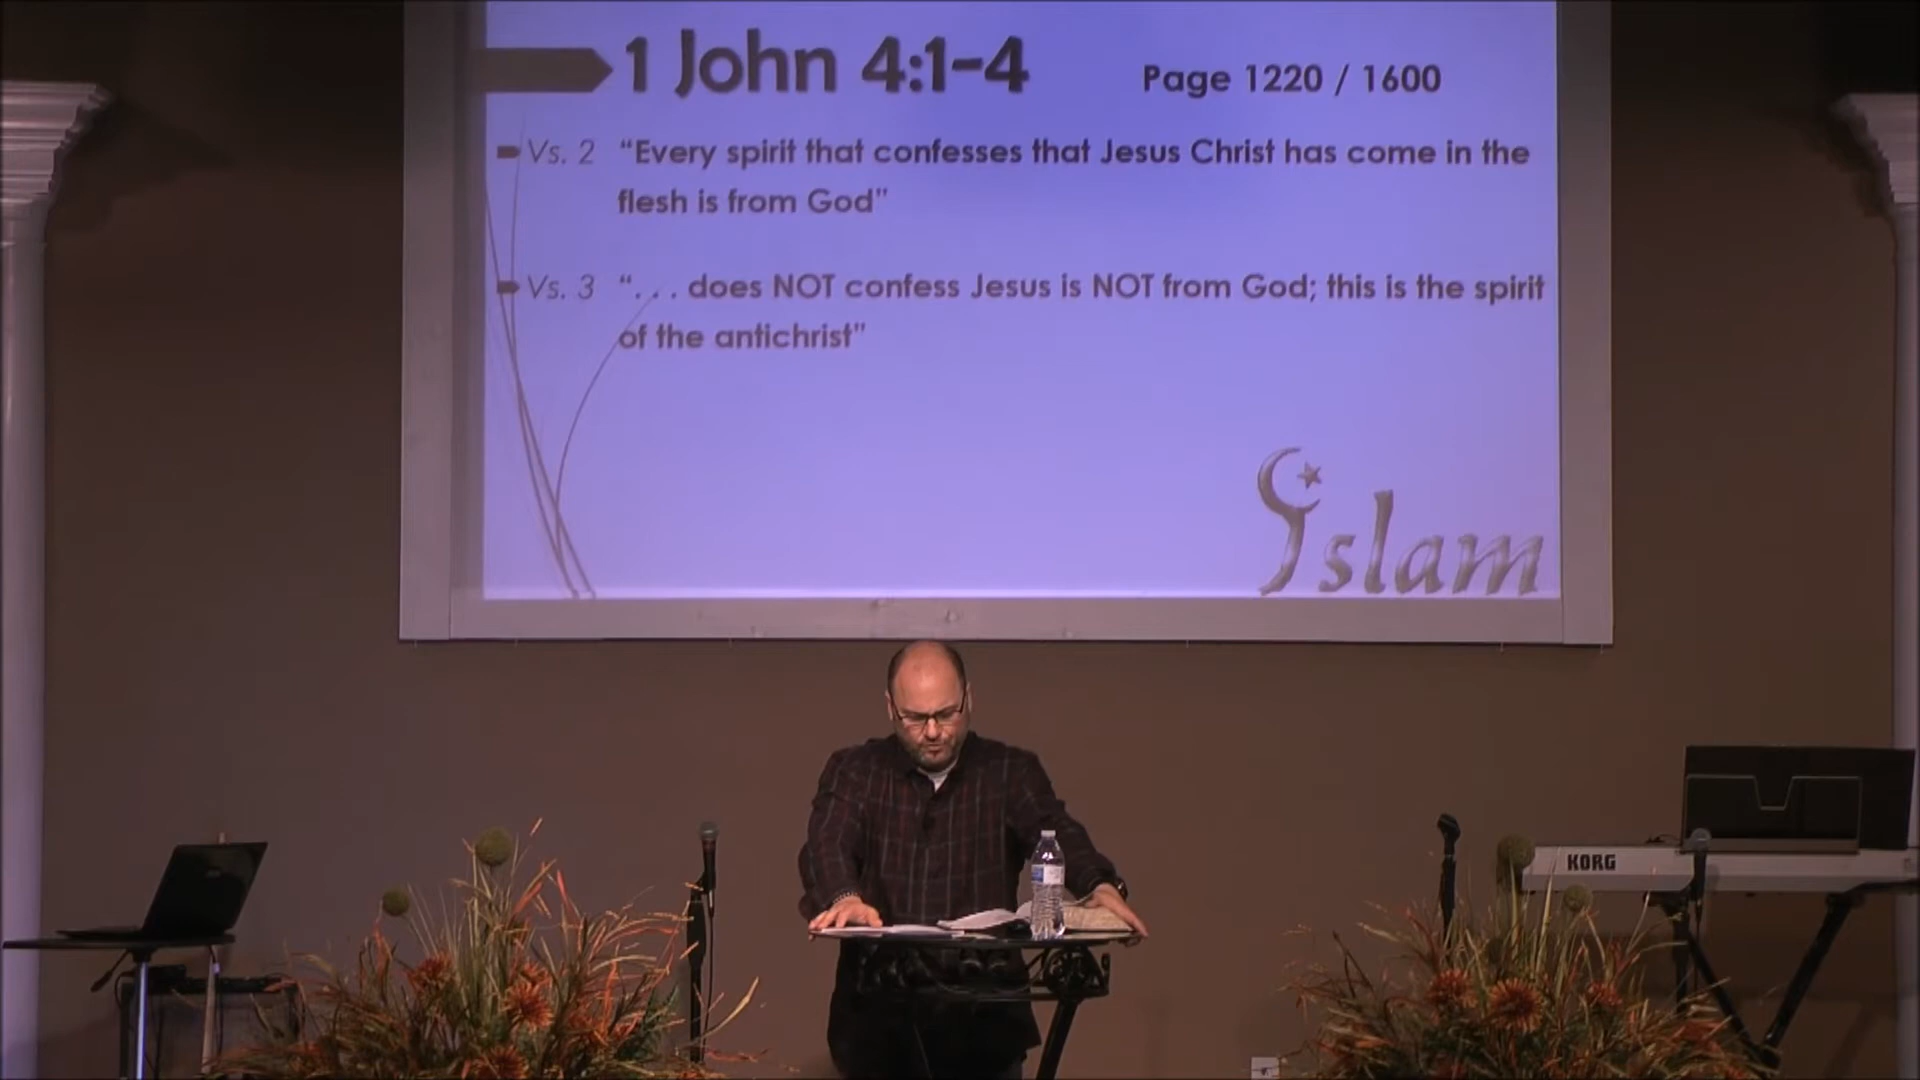 1 John 4:1-4 Page 1220 / 1600
Vs. 2 “Every spirit that confesses that Jesus Christ has come in the
flesh is from God”
Vs. 3 “. . . does NOT confess Jesus is NOT from God; this is the spirit
of the antichrist”
Islam
KORG